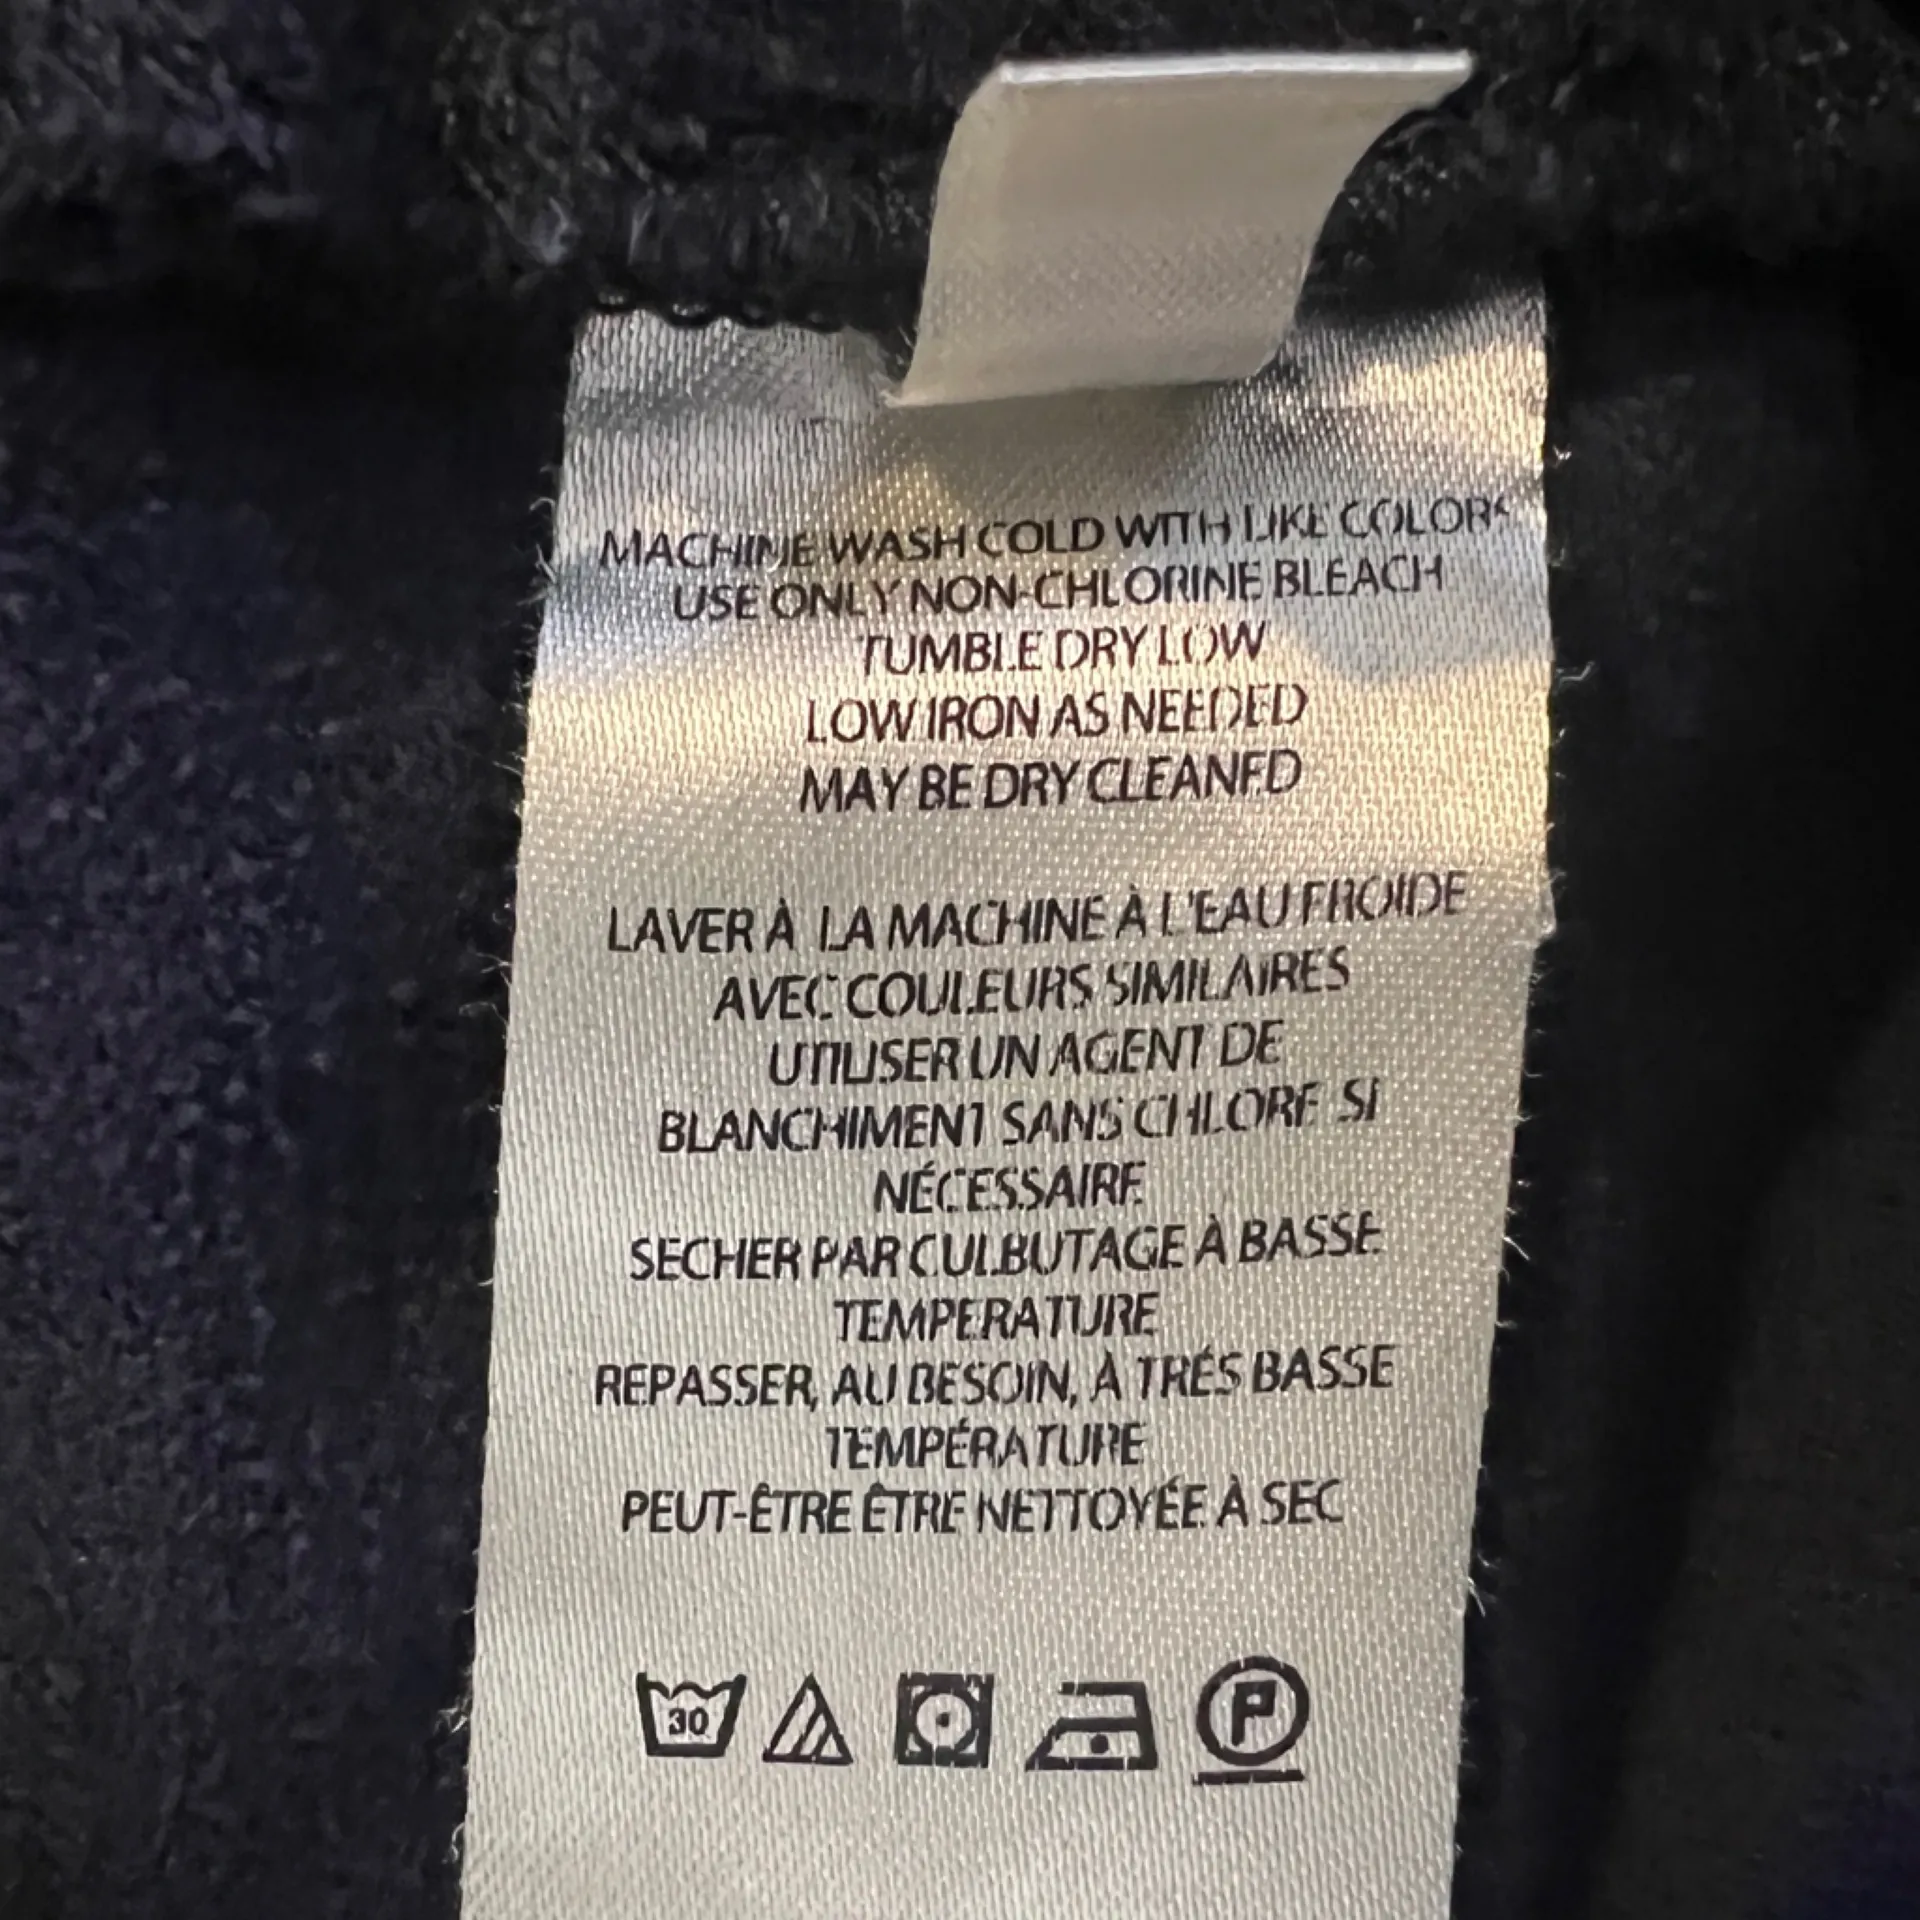 MACHINE WASH COLD WITH LIKE COLORS
USE ONLY NON-CHLORINE BLEACH
TUMBLE DRY LOW
LOW IRON AS NEEDED
MAY BE DRY CLEANED
LAVER À LA MACHINE À L'EAU FROIDE
AVEC COULEURS SIMILAIRES
UTILISER UN AGENT DE
BLANCHIMENT SANS CHLORE SI
NÉCESSAIRE
SECHER PAR CULBUTAGE À BASSE
TEMPERATURE
REPASSER, AU BESOIN, À TRÉS BASSE
TEMPÉRATURE
PEUT-ÊTRE ÊTRE NETTOYÉE À SEC
30 P